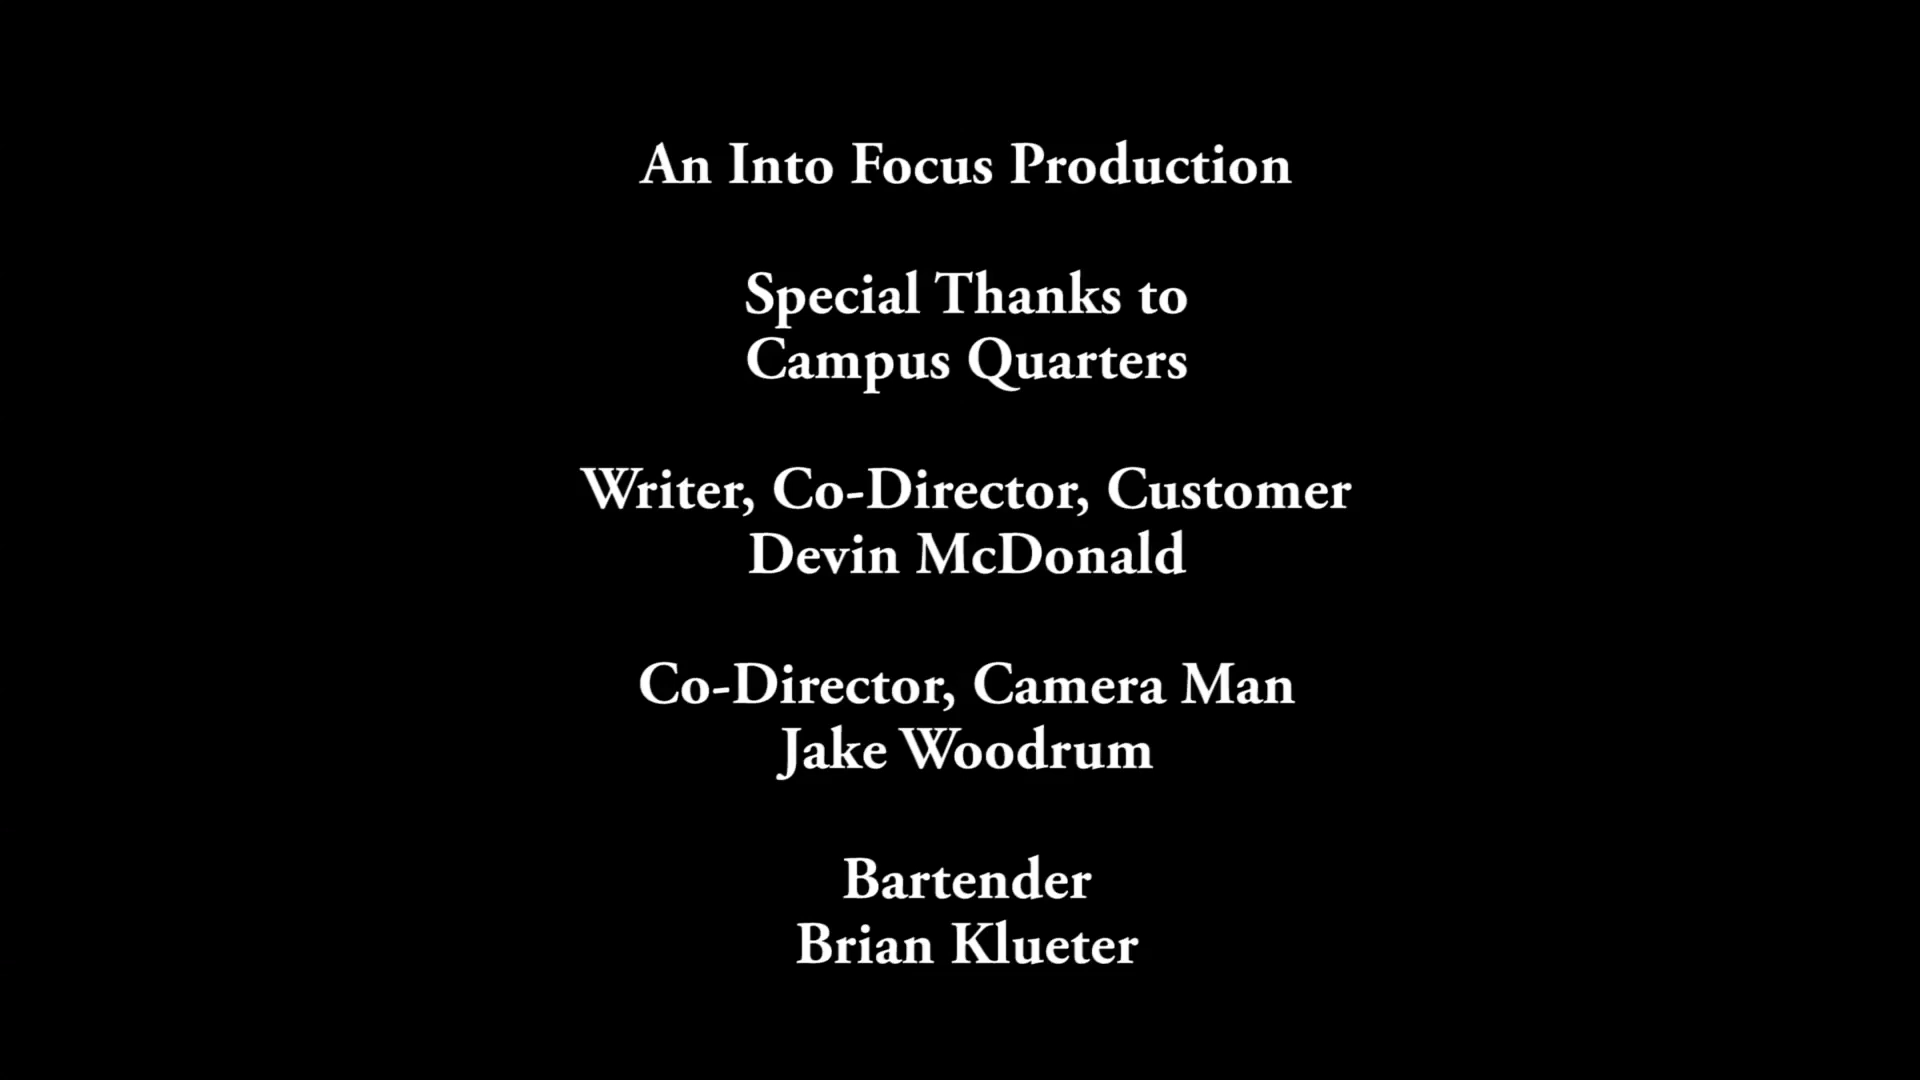 An Into Focus Production
Special Thanks to
Campus Quarters
Writer, Co-Director, Customer
Devin McDonald
Co-Director, Camera Man
Jake Woodrum
Bartender
Brian Klueter